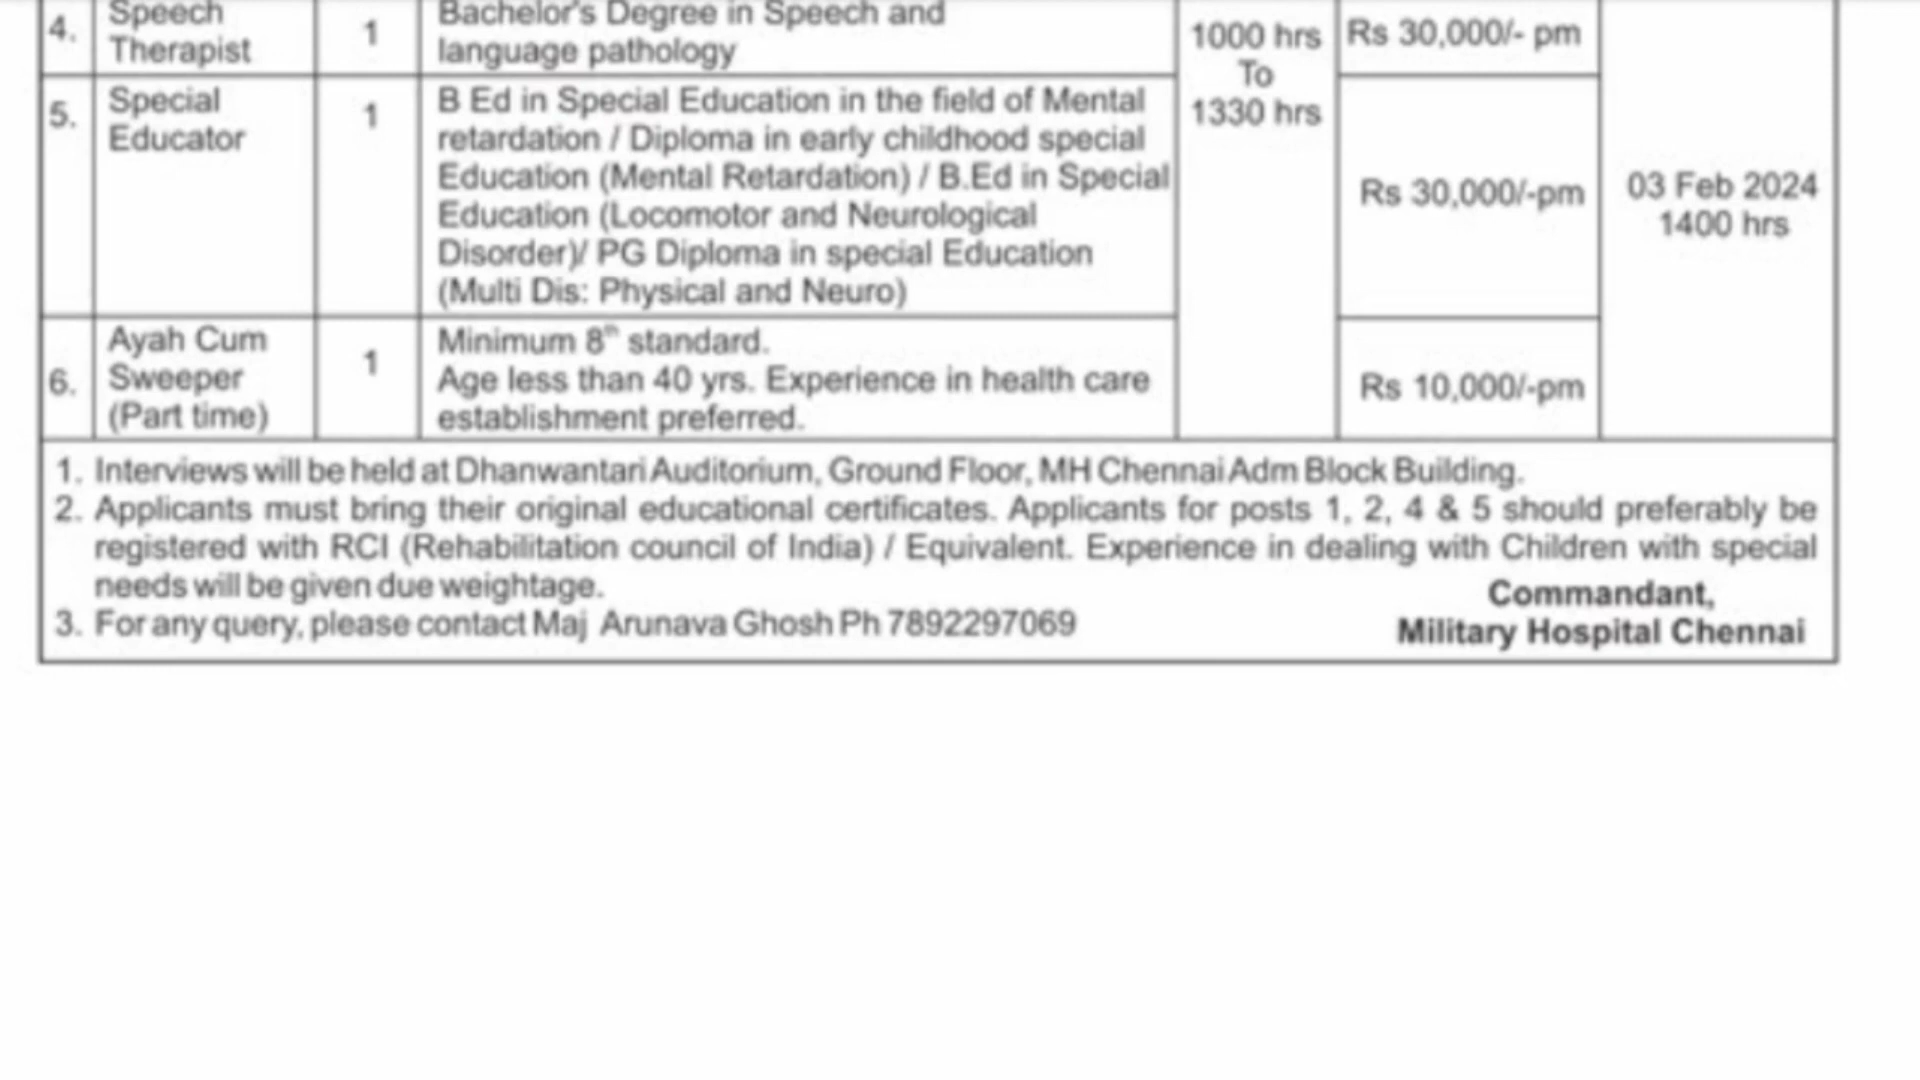 4.
Speech
Therapist
1
Bachelor's Degree in Speech and
language pathology
1000 hrs
To
1330 hrs
Rs 30,000/- pm
5.
Special
Educator
1
B Ed in Special Education in the field of Mental
retardation / Diploma in early childhood special
Education (Mental Retardation) / B.Ed in Special
Education (Locomotor and Neurological
Disorder)/ PG Diploma in special Education
(Multi Dis: Physical and Neuro)
Rs 30,000/-pm
03 Feb 2024
1400 hrs
6.
Ayah Cum
Sweeper
(Part time)
1
Minimum 8th standard.
Age less than 40 yrs. Experience in health care
establishment preferred.
Rs 10,000/-pm
1. Interviews will be held at Dhanwantari Auditorium, Ground Floor, MH Chennai Adm Block Building.
2. Applicants must bring their original educational certificates. Applicants for posts 1, 2, 4 & 5 should preferably be
registered with RCI (Rehabilitation council of India) / Equivalent. Experience in dealing with Children with special
needs will be given due weightage.
3. For any query, please contact Maj Arunava Ghosh Ph 7892297069
Commandant,
Military Hospital Chennai